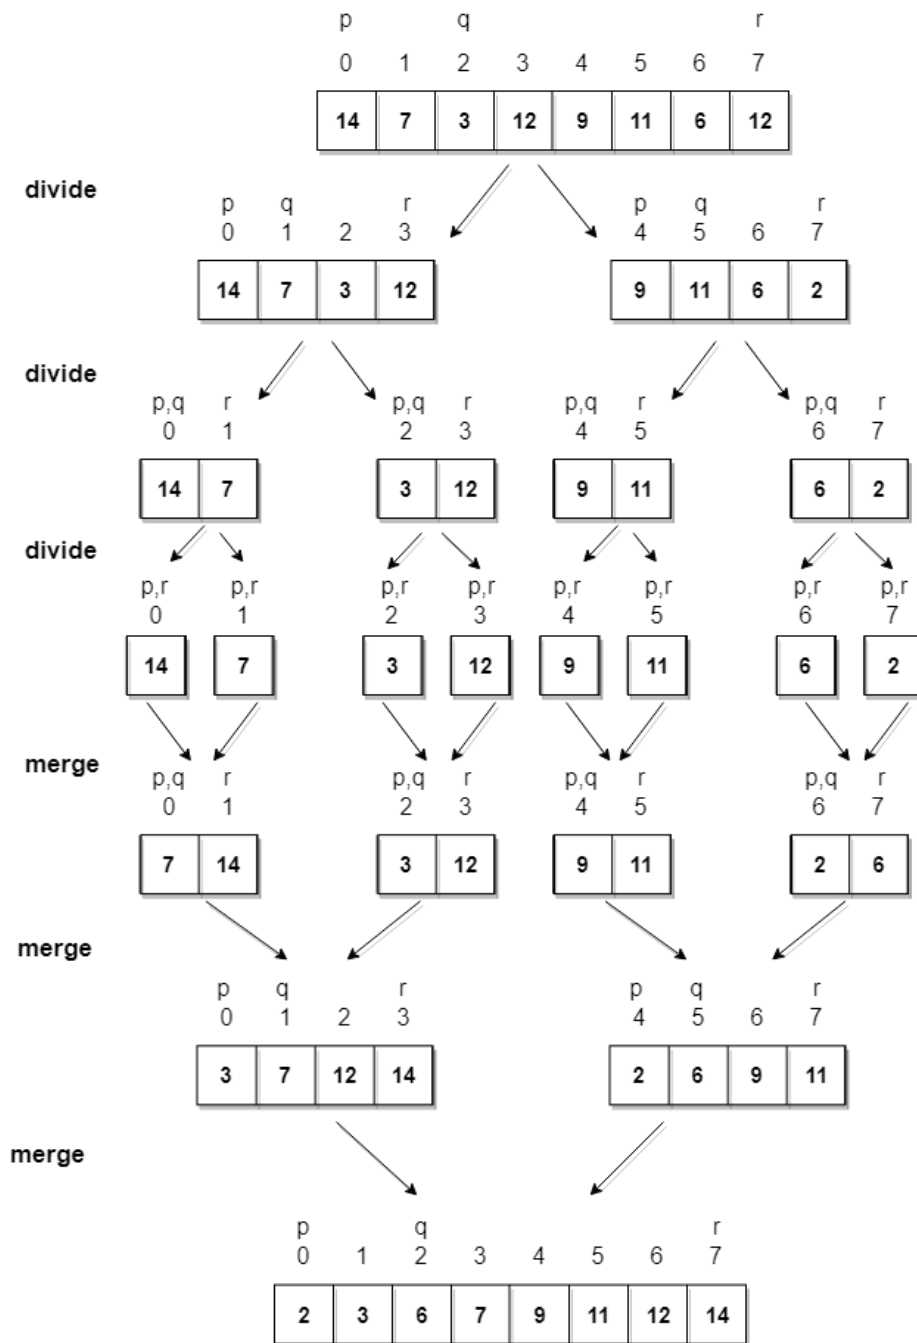 p q r
0 1 2 3 4 5 6 7
14 7 3 12 9 11 6 12
divide
p q r p q r
0 1 2 3 4 5 6 7
14 7 3 12 9 11 6 2
divide
p,q r p,q r p,q r p,q r
0 1 2 3 4 5 6 7
14 7 3 12 9 11 6 2
divide
p,r p,r p,r p,r p,r p,r p,r p,r
0 1 2 3 4 5 6 7
14 7 3 12 9 11 6 2
merge
p,q r p,q r p,q r p,q r
0 1 2 3 4 5 6 7
7 14 3 12 9 11 2 6
merge
p q r p q r
0 1 2 3 4 5 6 7
3 7 12 14 2 6 9 11
merge
p q r
0 1 2 3 4 5 6 7
2 3 6 7 9 11 12 14